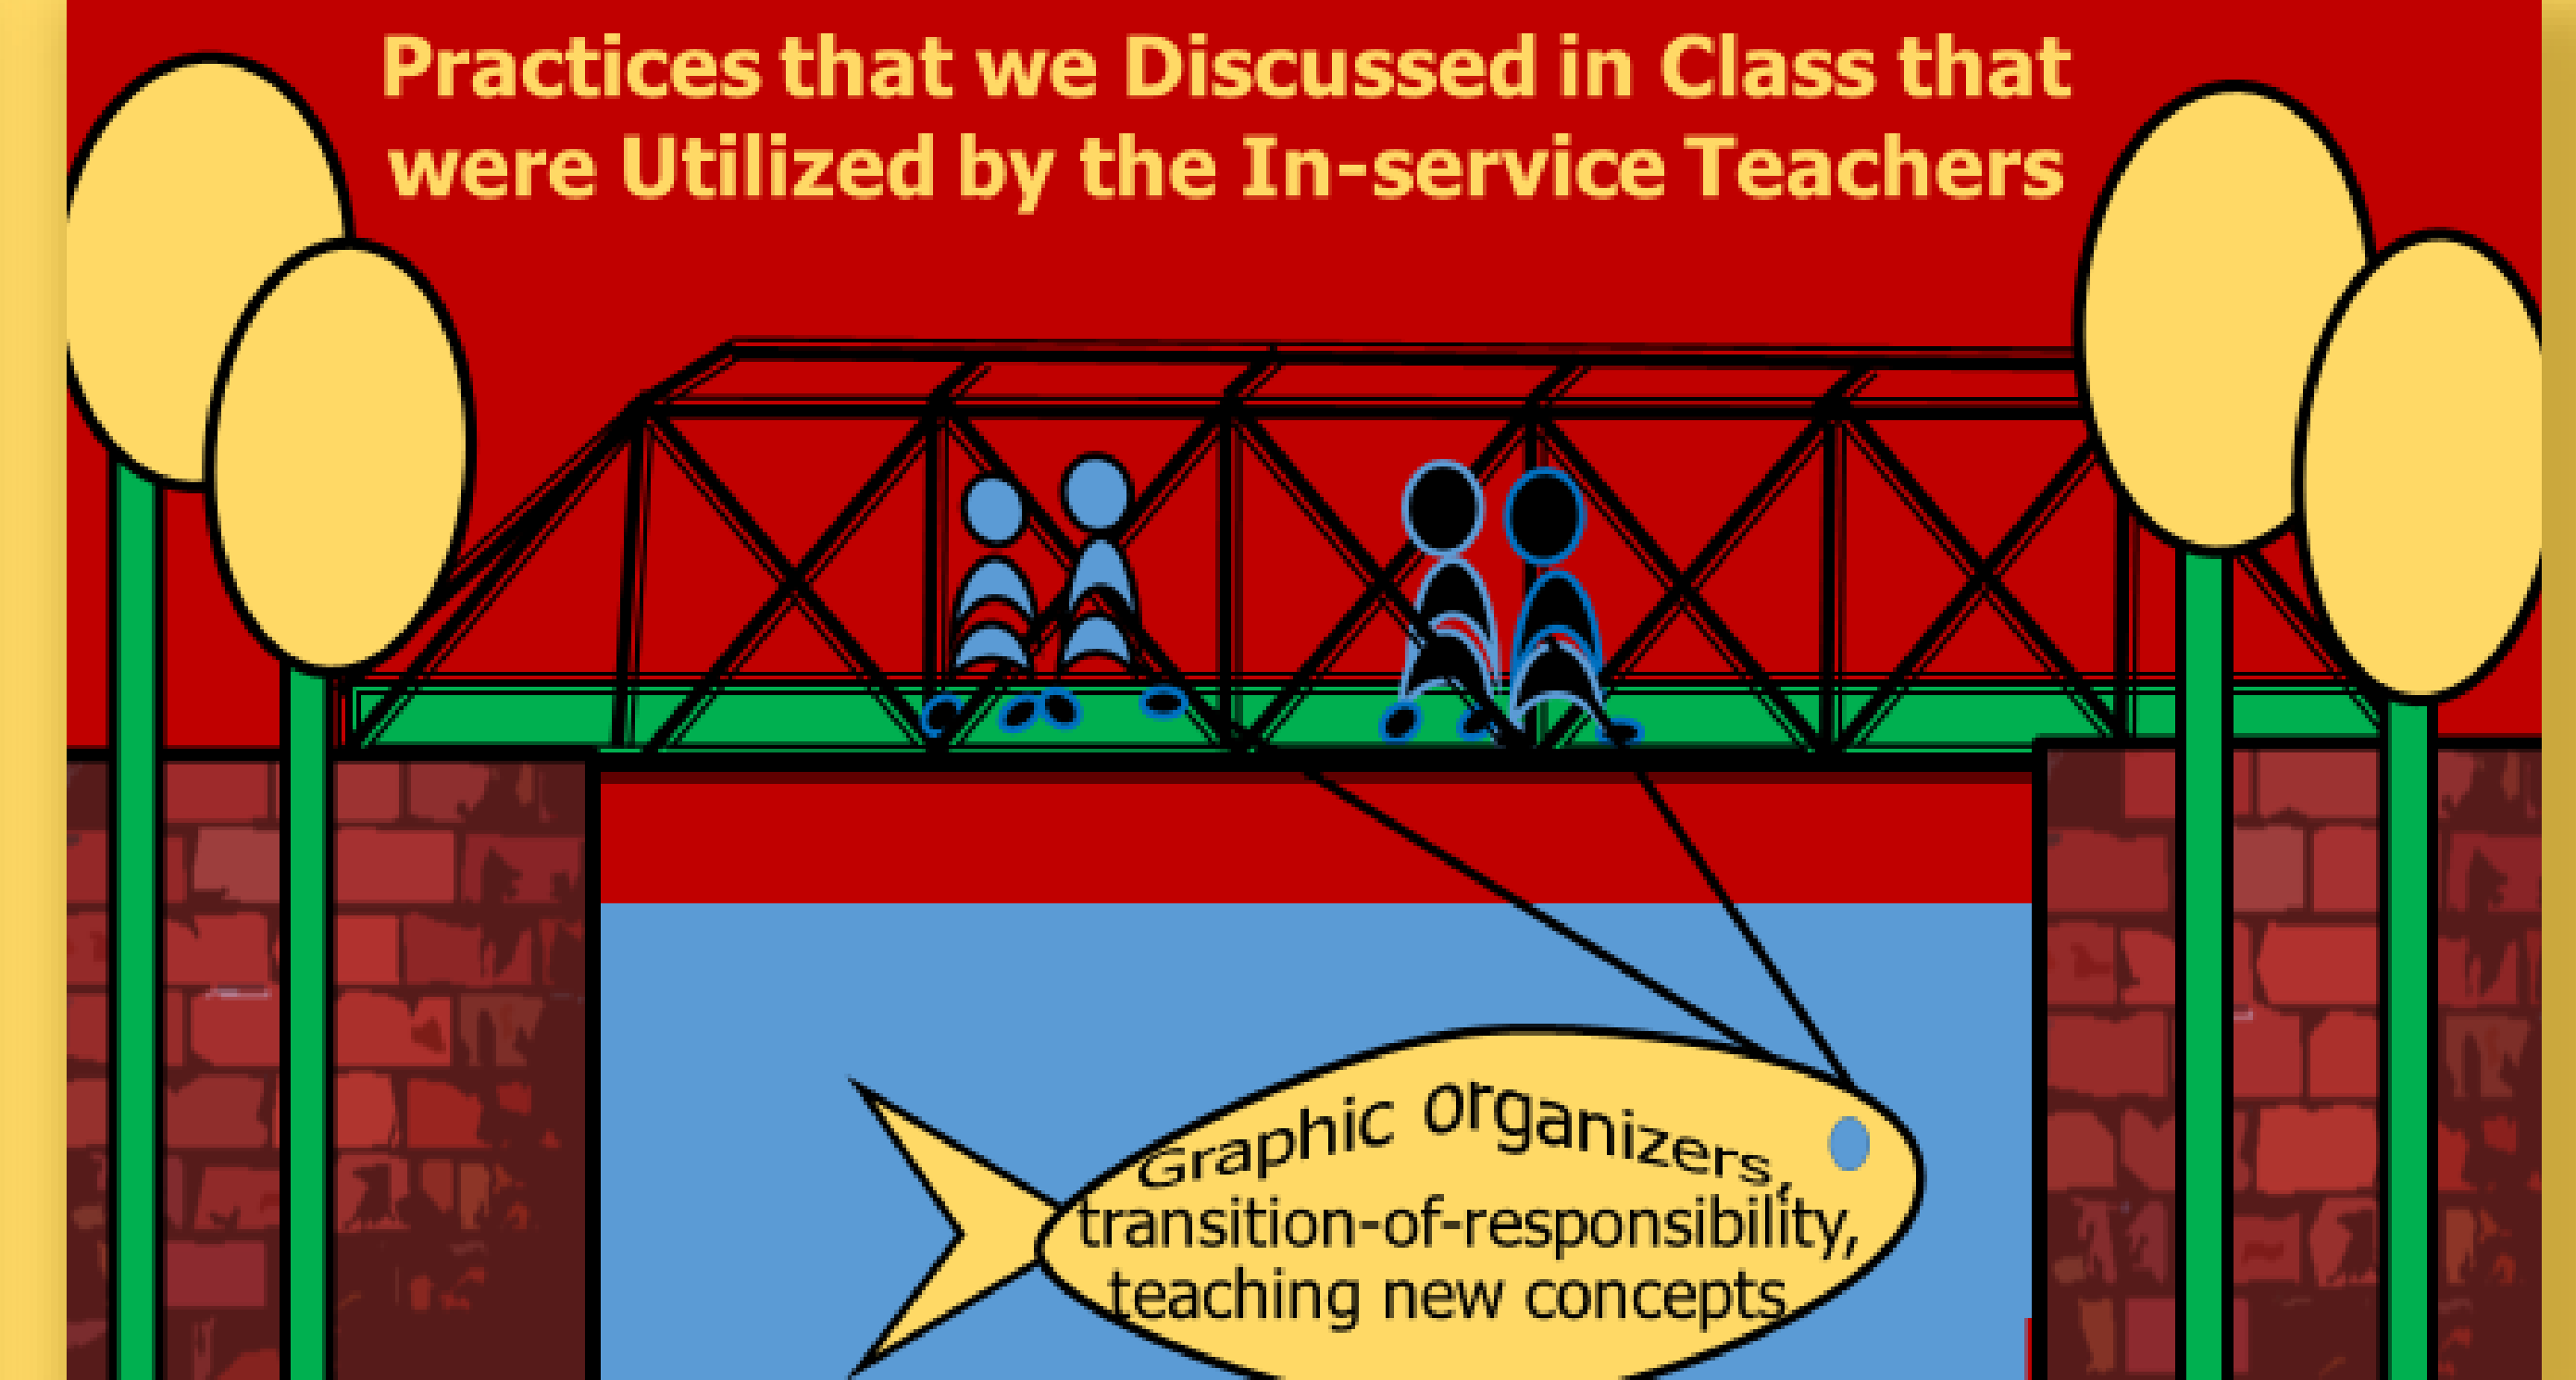 Practices that we Discussed in Class that
were Utilized by the In-service Teachers
Graphic organizers,
transition-of-responsibility,
teaching new concepts